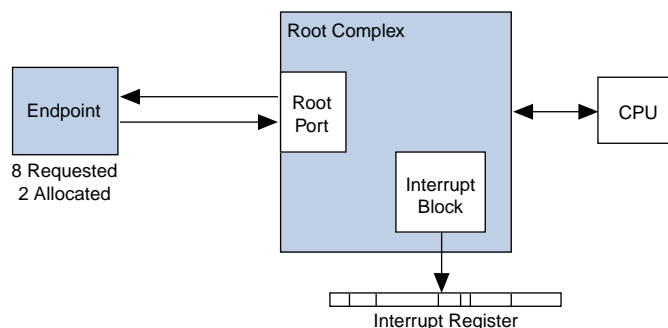 Root Complex
Endpoint
8 Requested
2 Allocated
Root
Port
Interrupt
Block
CPU
Interrupt Register